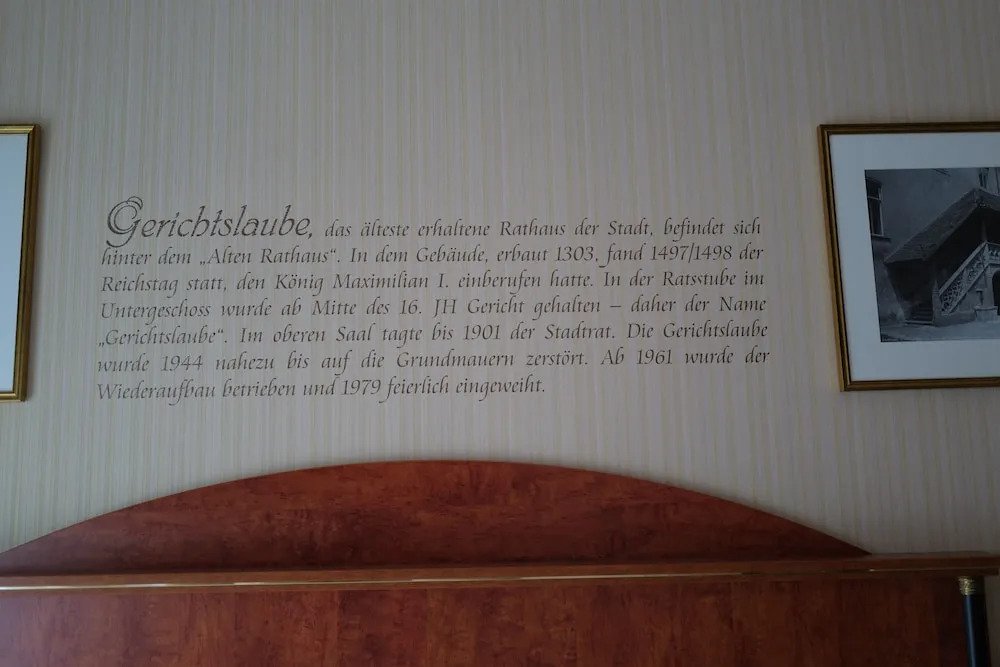 Gerichtslaube, das älteste erhaltene Rathaus der Stadt, befindet sich
hinter dem „Alten Rathaus“. In dem Gebäude, erbaut 1303, fand 1497/1498 der
Reichstag statt, den König Maximilian I. einberufen hatte. In der Ratsstube im
Untergeschoss wurde ab Mitte des 16. JH Gericht gehalten – daher der Name
„Gerichtslaube“. Im oberen Saal tagte bis 1901 der Stadtrat. Die Gerichtslaube
wurde 1944 nahezu bis auf die Grundmauern zerstört. Ab 1961 wurde der
Wiederaufbau betrieben und 1979 feierlich eingeweiht.